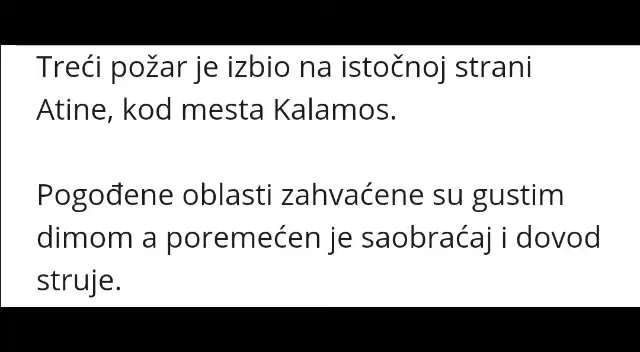 Treći požar je izbio na istočnoj strani
Atine, kod mesta Kalamos.
Pogođene oblasti zahvaćene su gustim
dimom a poremećen je saobraćaj i dovod
struje.